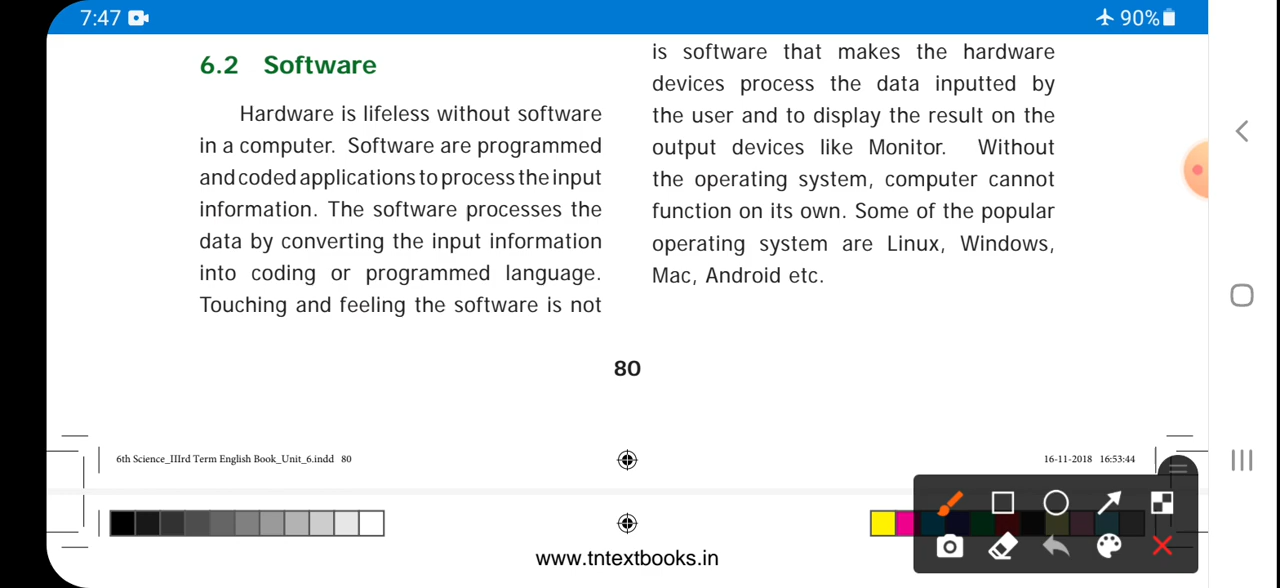 7:47
90%
6.2 Software
Hardware is lifeless without software
in a computer. Software are programmed
and coded applications to process the input
information. The software processes the
data by converting the input information
into coding or programmed language.
Touching and feeling the software is not
is software that makes the hardware
devices process the data inputted by
the user and to display the result on the
output devices like Monitor. Without
the operating system, computer cannot
function on its own. Some of the popular
operating system are Linux, Windows,
Mac, Android etc.
80
6th Science_IIIrd Term English Book_Unit_6.indd 80
16-11-2018 16:53:44
www.tntextbooks.in